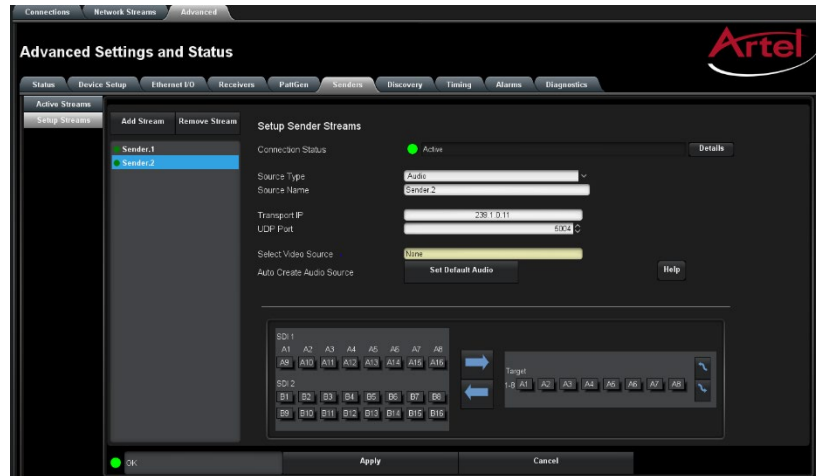 Connections Network Streams Advanced
Advanced Settings and Status
Artel
Status Device Setup Ethernet I/O Receivers PattGen Senders Discovery Timing Alarms Diagnostics
Active Streams
Setup Streams
Add Stream Remove Stream
Sender.1
Sender.2
Setup Sender Streams
Connection Status Active Details
Source Type Audio
Source Name Sender.2
Transport IP 239.1.0.11
UDP Port 5004
Select Video Source None
Auto Create Audio Source Set Default Audio Help
SDI 1
A1 A2 A3 A4 A5 A6 A7 A8
A9 A10 A11 A12 A13 A14 A15 A16
SDI 2
B1 B2 B3 B4 B5 B6 B7 B8
B9 B10 B11 B12 B13 B14 B15 B16
Target
1-8 A1 A2 A3 A4 A5 A6 A7 A8
OK Apply Cancel